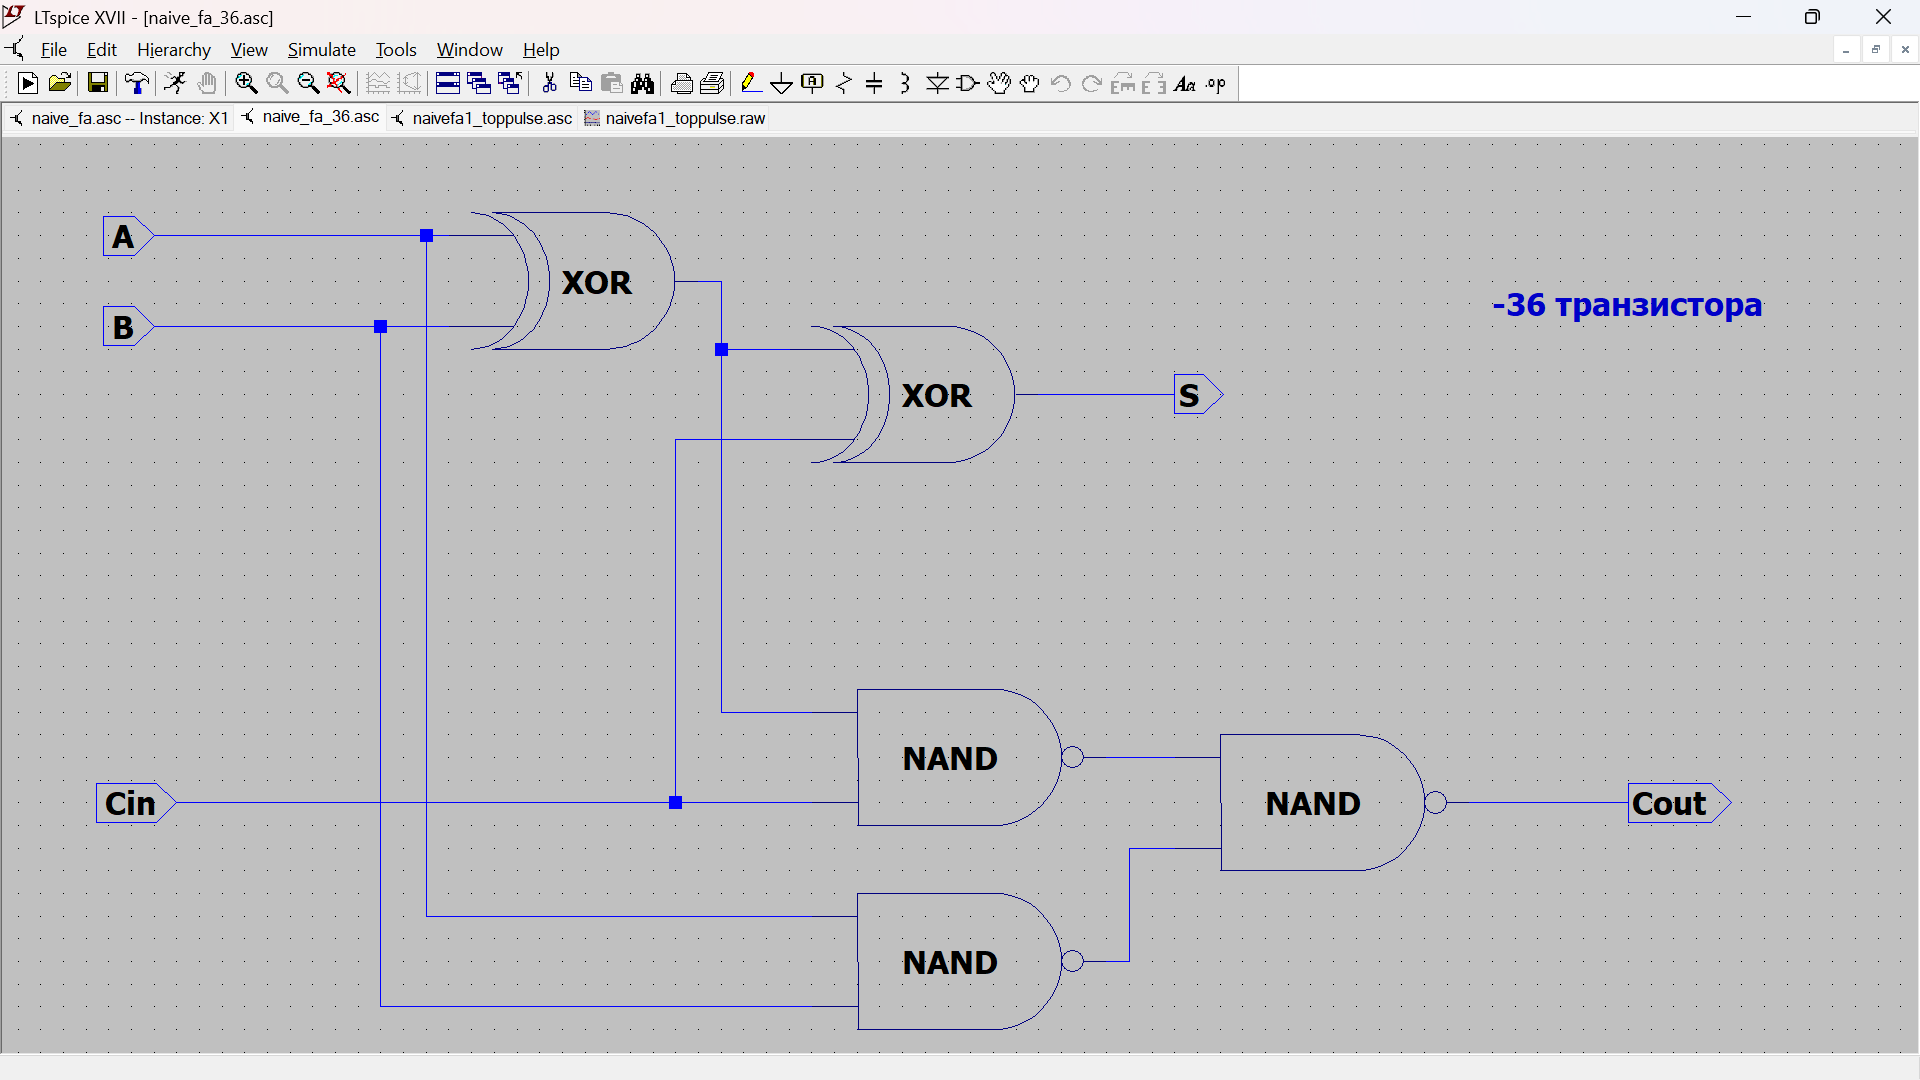 LTspice XVII - [naive_fa_36.asc]
File Edit Hierarchy View Simulate Tools Window Help
naive_fa.asc -- Instance: X1 naive_fa_36.asc naivefa1_toppulse.asc naivefa1_toppulse.raw
A
XOR
B
-36 транзистора
XOR
S
NAND
Cin
NAND
Cout
NAND